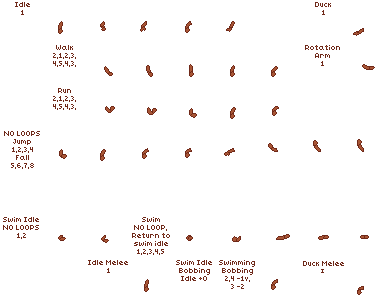 Idle
1
Duck
1
Walk
2,1,2,3,
4,5,4,3,
Rotation
Arm
1
Run
2,1,2,3,
4,5,4,3,
NO LOOPS
Jump
1,2,3,4
Fall
5,6,7,8
Swim Idle
NO LOOPS
1,2
Swim
NO LOOP,
Return to
swim idle
1,2,3,4,5
Swim Idle
Bobbing
Idle +0
Swimming
Bobbing
2,4 -1v,
3 -2
Idle Melee
1
Duck Melee
1